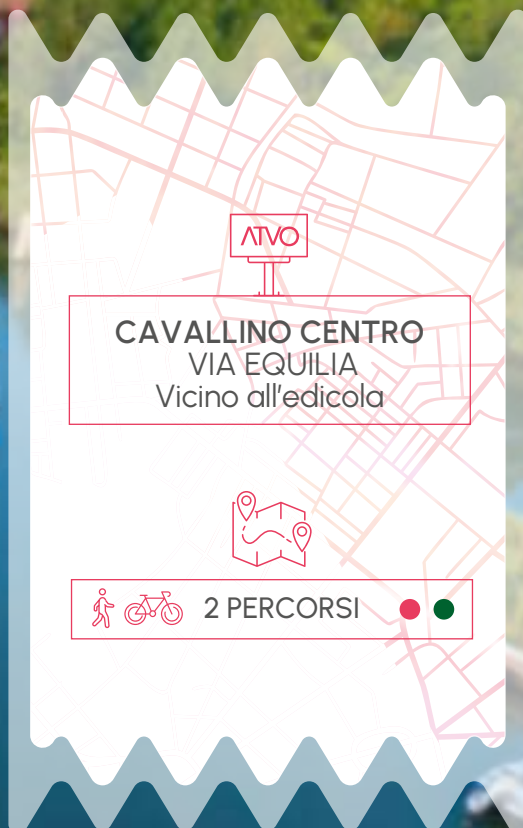 ATVO
CAVALLINO CENTRO
VIA EQUILIA
Vicino all'edicola
2 PERCORSI